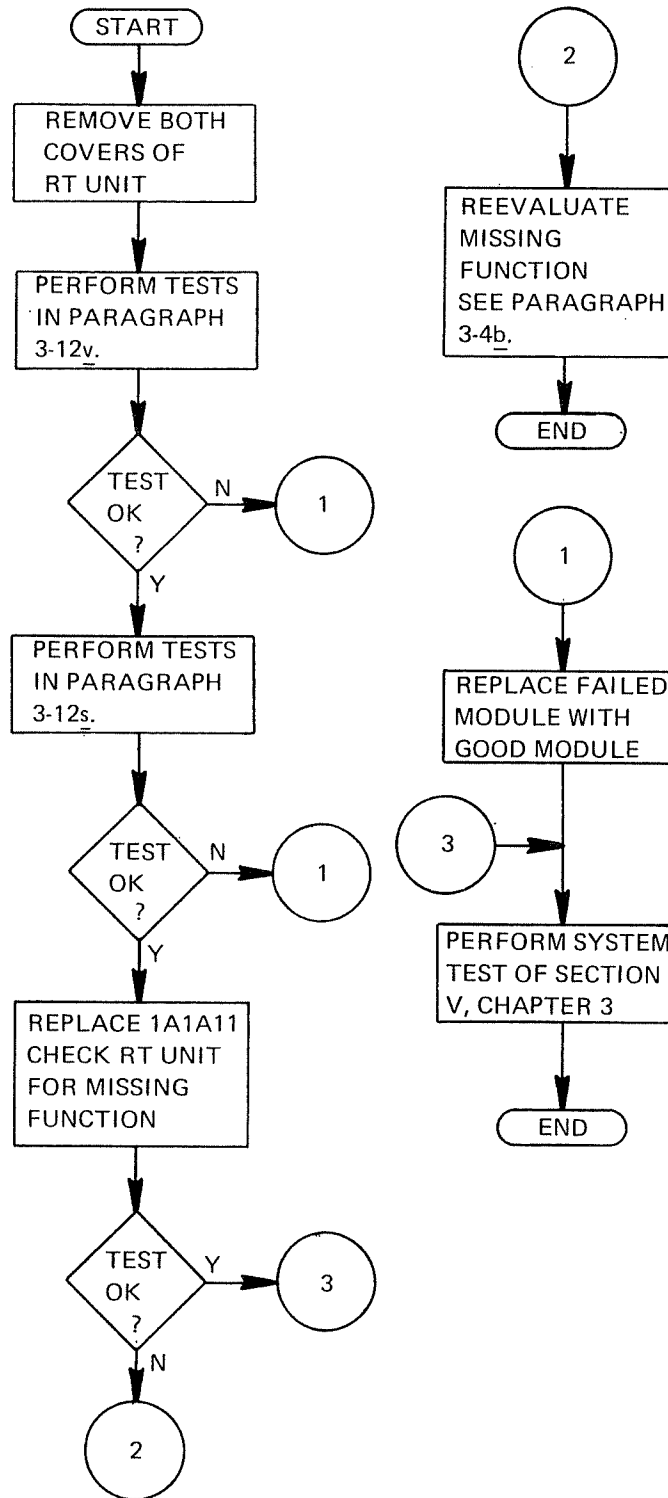 START
REMOVE BOTH
COVERS OF
RT UNIT
PERFORM TESTS
IN PARAGRAPH
3-12v.
TEST
OK
?
N
1
Y
PERFORM TESTS
IN PARAGRAPH
3-12s.
TEST
OK
?
N
1
Y
REPLACE 1A1A11
CHECK RT UNIT
FOR MISSING
FUNCTION
TEST
OK
?
Y
3
N
2
2
REEVALUATE
MISSING
FUNCTION
SEE PARAGRAPH
3-4b.
END
1
REPLACE FAILED
MODULE WITH
GOOD MODULE
3
PERFORM SYSTEM
TEST OF SECTION
V, CHAPTER 3
END